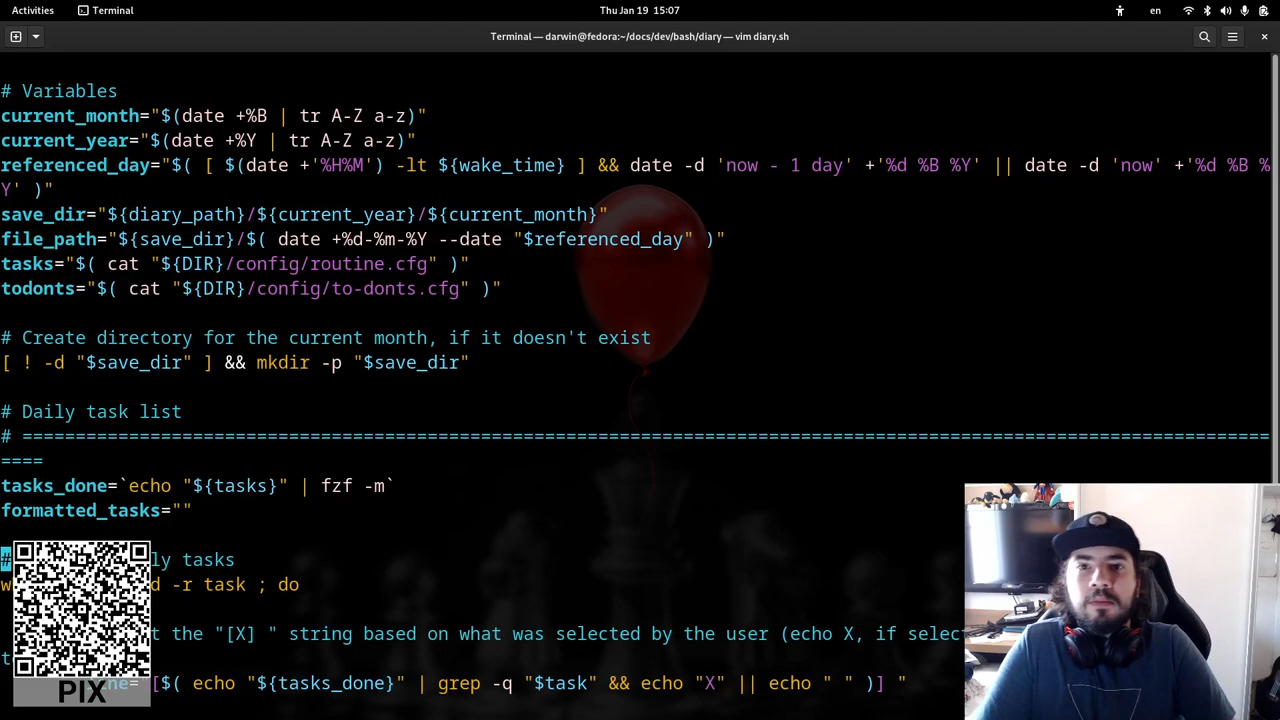 Activities
Terminal
Thu Jan 19 15:07
en
Terminal — darwin@fedora:~/docs/dev/bash/diary — vim diary.sh
# Variables
current_month="$(date +%B | tr A-Z a-z)"
current_year="$(date +%Y | tr A-Z a-z)"
referenced_day="$( [ $(date +'%H%M') -lt ${wake_time} ] && date -d 'now - 1 day' +'%d %B %Y' || date -d 'now' +'%d %B %
Y' )"
save_dir="${diary_path}/${current_year}/${current_month}"
file_path="${save_dir}/$( date +%d-%m-%Y --date "$referenced_day" )"
tasks="$( cat "${DIR}/config/routine.cfg" )"
todonts="$( cat "${DIR}/config/to-donts.cfg" )"
# Create directory for the current month, if it doesn't exist
[ ! -d "$save_dir" ] && mkdir -p "$save_dir"
# Daily task list
# =====================================================================================================================
====
tasks_done=`echo "${tasks}" | fzf -m`
formatted_tasks=""
# ly tasks
w d -r task ; do
t the "[X] " string based on what was selected by the user (echo X, if select
t
ne="[$( echo "${tasks_done}" | grep -q "$task" && echo "X" || echo " " )] "
PIX